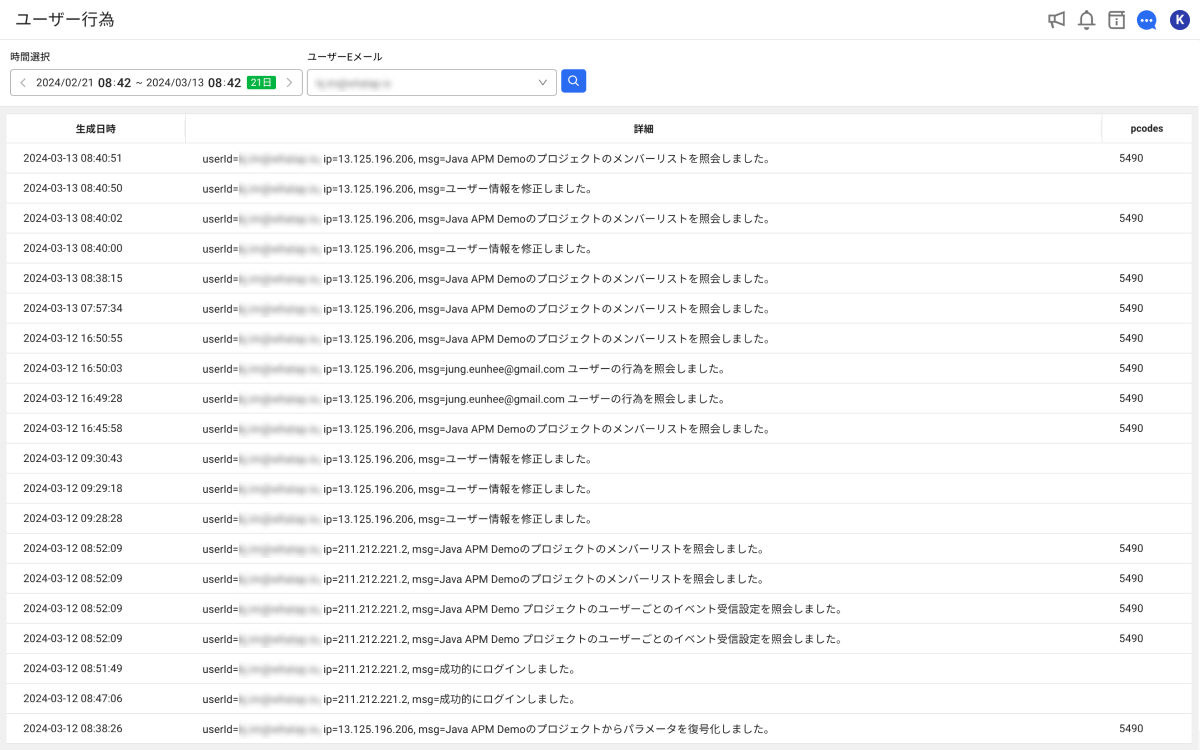 ユーザー行為
K
時間選択 ユーザーEメール
2024/02/21 08:42 ~ 2024/03/13 08:42 21日
生成日時 詳細 pcodes
2024-03-13 08:40:51 userId= ip=13.125.196.206, msg=Java APM Demoのプロジェクトのメンバーリストを照会しました。 5490
2024-03-13 08:40:50 userId= ip=13.125.196.206, msg=ユーザー情報を修正しました。
2024-03-13 08:40:02 userId= ip=13.125.196.206, msg=Java APM Demoのプロジェクトのメンバーリストを照会しました。 5490
2024-03-13 08:40:00 userId= ip=13.125.196.206, msg=ユーザー情報を修正しました。
2024-03-13 08:38:15 userId= ip=13.125.196.206, msg=Java APM Demoのプロジェクトのメンバーリストを照会しました。 5490
2024-03-13 07:57:34 userId= ip=13.125.196.206, msg=Java APM Demoのプロジェクトのメンバーリストを照会しました。 5490
2024-03-12 16:50:55 userId= ip=13.125.196.206, msg=Java APM Demoのプロジェクトのメンバーリストを照会しました。 5490
2024-03-12 16:50:03 userId= ip=13.125.196.206, msg=jung.eunhee@gmail.com ユーザーの行為を照会しました。 5490
2024-03-12 16:49:28 userId= ip=13.125.196.206, msg=jung.eunhee@gmail.com ユーザーの行為を照会しました。 5490
2024-03-12 16:45:58 userId= ip=13.125.196.206, msg=Java APM Demoのプロジェクトのメンバーリストを照会しました。 5490
2024-03-12 09:30:43 userId= ip=13.125.196.206, msg=ユーザー情報を修正しました。
2024-03-12 09:29:18 userId= ip=13.125.196.206, msg=ユーザー情報を修正しました。
2024-03-12 09:28:28 userId= ip=13.125.196.206, msg=ユーザー情報を修正しました。
2024-03-12 08:52:09 userId= ip=211.212.221.2, msg=Java APM Demoのプロジェクトのメンバーリストを照会しました。 5490
2024-03-12 08:52:09 userId= ip=211.212.221.2, msg=Java APM Demoのプロジェクトのメンバーリストを照会しました。 5490
2024-03-12 08:52:09 userId= ip=211.212.221.2, msg=Java APM Demo プロジェクトのユーザーごとのイベント受信設定を照会しました。 5490
2024-03-12 08:52:09 userId= ip=211.212.221.2, msg=Java APM Demo プロジェクトのユーザーごとのイベント受信設定を照会しました。 5490
2024-03-12 08:51:49 userId= ip=211.212.221.2, msg=成功的にログインしました。
2024-03-12 08:47:06 userId= ip=211.212.221.2, msg=成功的にログインしました。
2024-03-12 08:38:26 userId= ip=13.125.196.206, msg=Java APM Demoのプロジェクトからパラメータを復号化しました。 5490